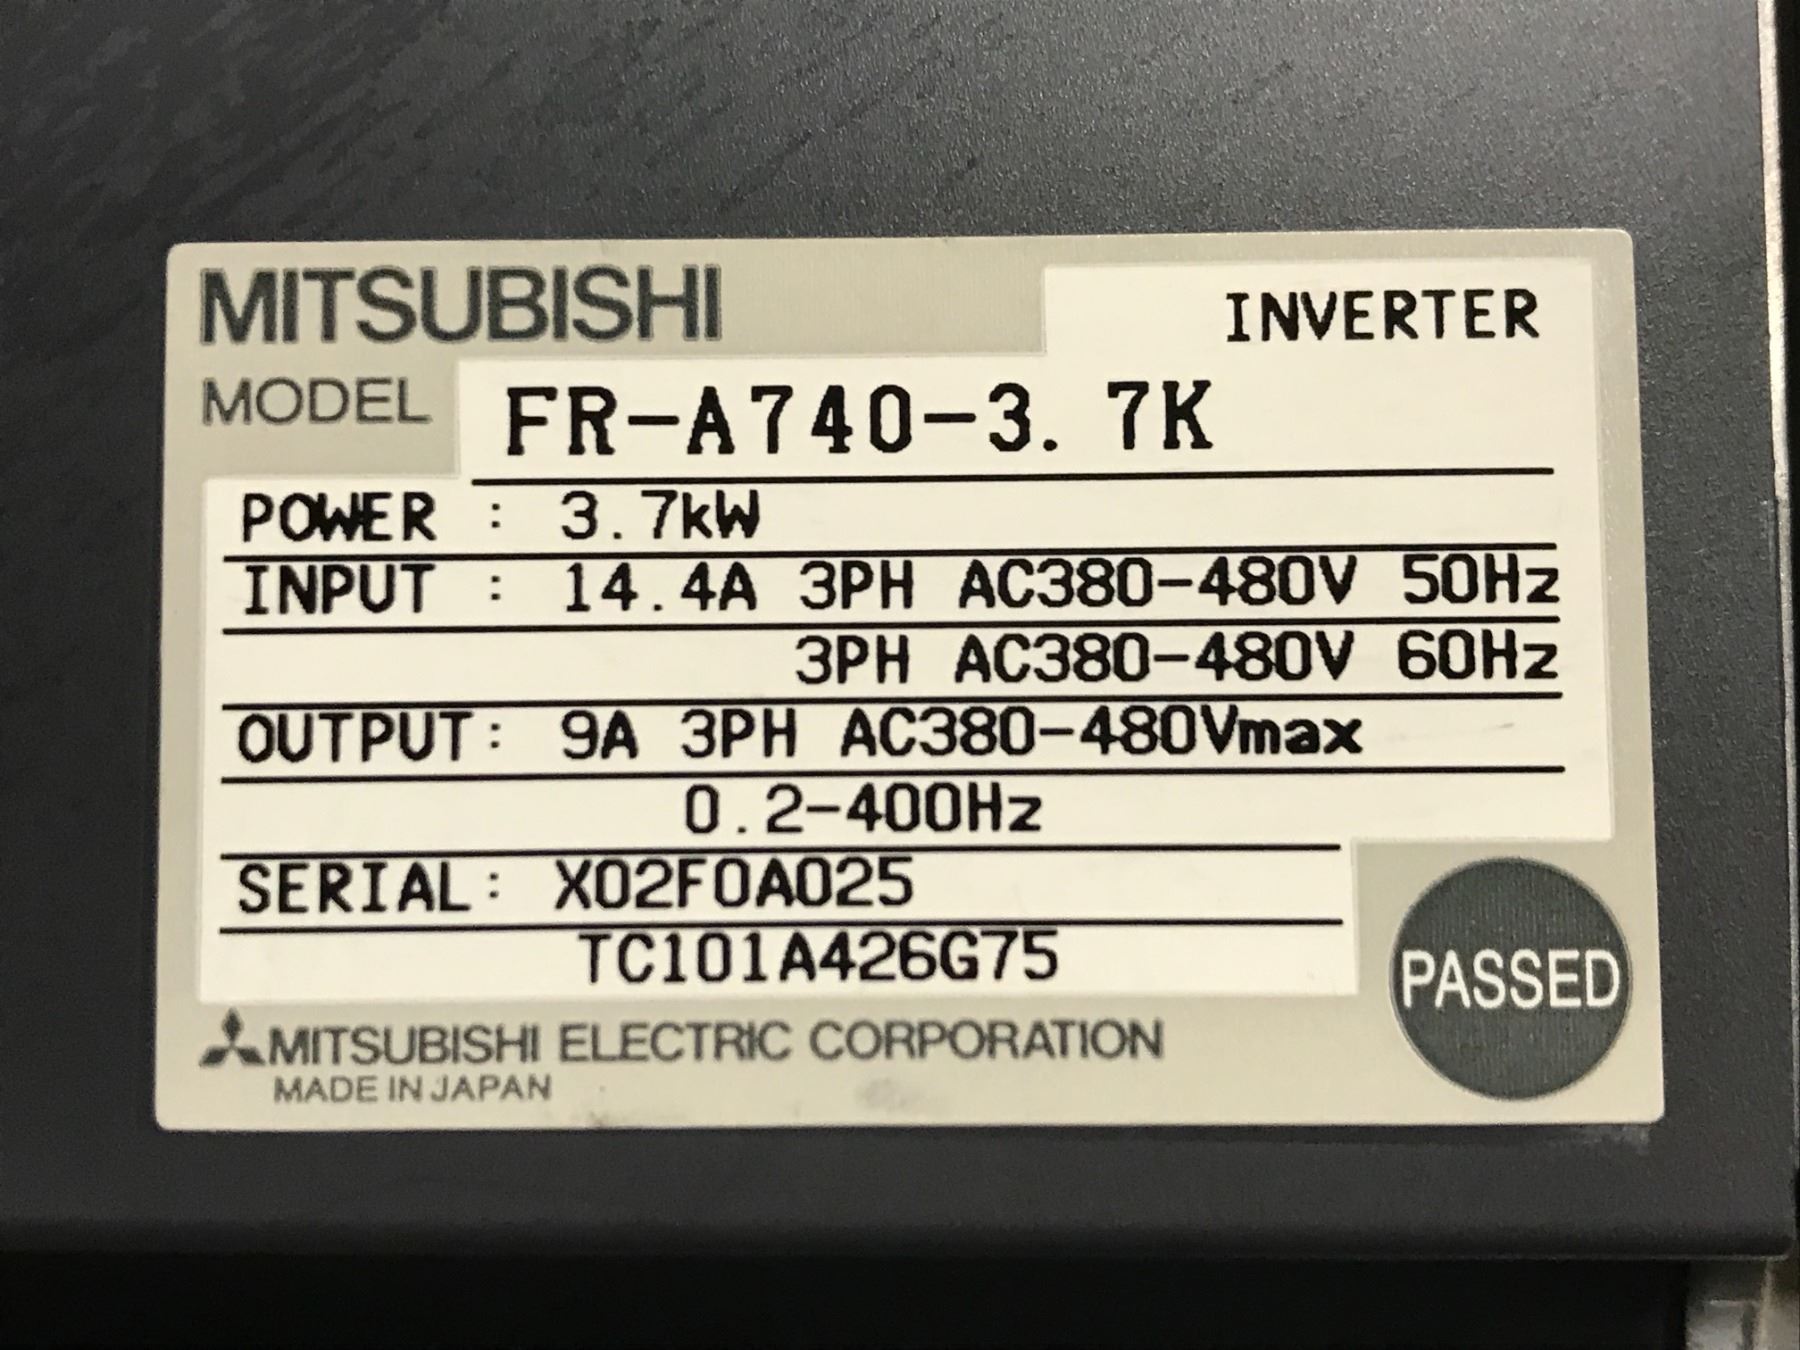 MITSUBISHI
INVERTER
MODEL FR-A740-3.7K
POWER : 3.7kW
INPUT : 14.4A 3PH AC380-480V 50Hz
3PH AC380-480V 60Hz
OUTPUT: 9A 3PH AC380-480Vmax
0.2-400Hz
SERIAL: X02F0A025
TC101A426G75
PASSED
MITSUBISHI ELECTRIC CORPORATION
MADE IN JAPAN